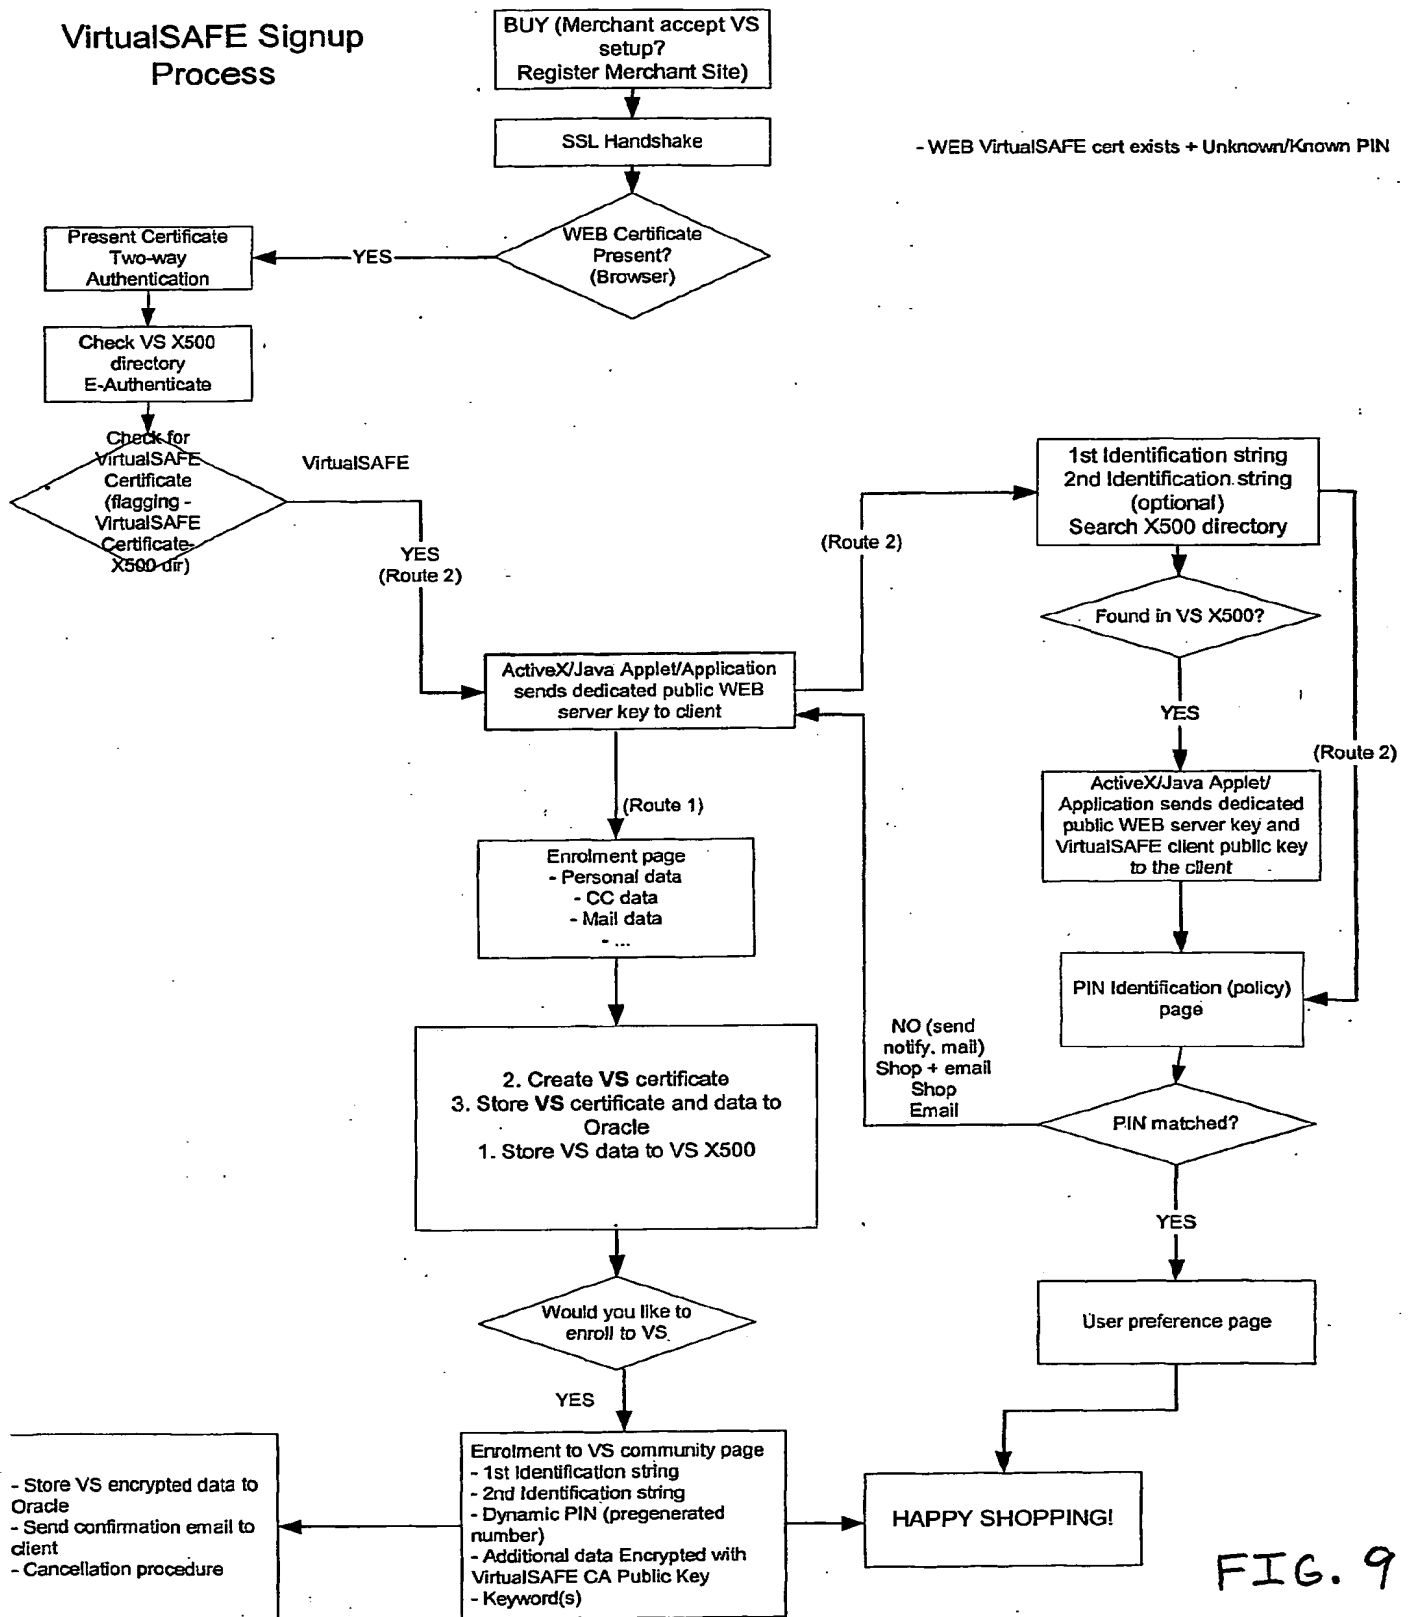 VirtualSAFE Signup
Process
BUY (Merchant accept VS
setup?
Register Merchant Site)
SSL Handshake
- WEB VirtualSAFE cert exists + Unknown/Known PIN
WEB Certificate
Present?
(Browser)
YES
Present Certificate
Two-way
Authentication
Check VS X500
directory
E-Authenticate
Check for
VirtualSAFE
Certificate
(flagging -
VirtualSAFE
Certificate-
X500 dir)
VirtualSAFE
YES
(Route 2)
(Route 2)
1st Identification string
2nd Identification string
(optional)
Search X500 directory
Found in VS X500?
YES
(Route 2)
ActiveX/Java Applet/Application
sends dedicated public WEB
server key to client
(Route 1)
ActiveX/Java Applet/
Application sends dedicated
public WEB server key and
VirtualSAFE client public key
to the client
Enrolment page
- Personal data
- CC data
- Mail data
- ...
PIN Identification (policy)
page
NO (send
notify. mail)
Shop + email
Shop
Email
PIN matched?
2. Create VS certificate
3. Store VS certificate and data to
Oracle
1. Store VS data to VS X500
YES
Would you like to
enroll to VS
User preference page
YES
- Store VS encrypted data to
Oracle
- Send confirmation email to
client
- Cancellation procedure
Enrolment to VS community page
- 1st Identification string
- 2nd Identification string
- Dynamic PIN (pregenerated
number)
- Additional data Encrypted with
VirtualSAFE CA Public Key
- Keyword(s)
HAPPY SHOPPING!
FIG. 9